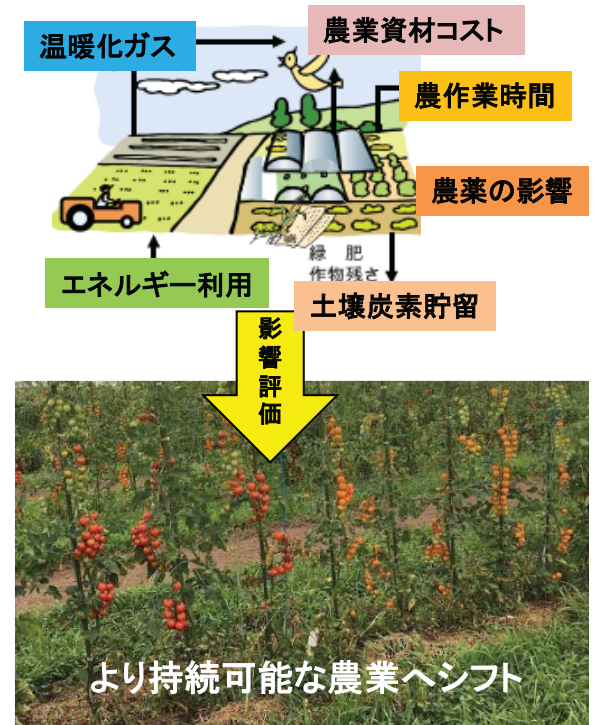 温暖化ガス
農業資材コスト
農作業時間
農薬の影響
緑　肥
作物残さ
エネルギー利用
土壌炭素貯留
影響評価
より持続可能な農業へシフト